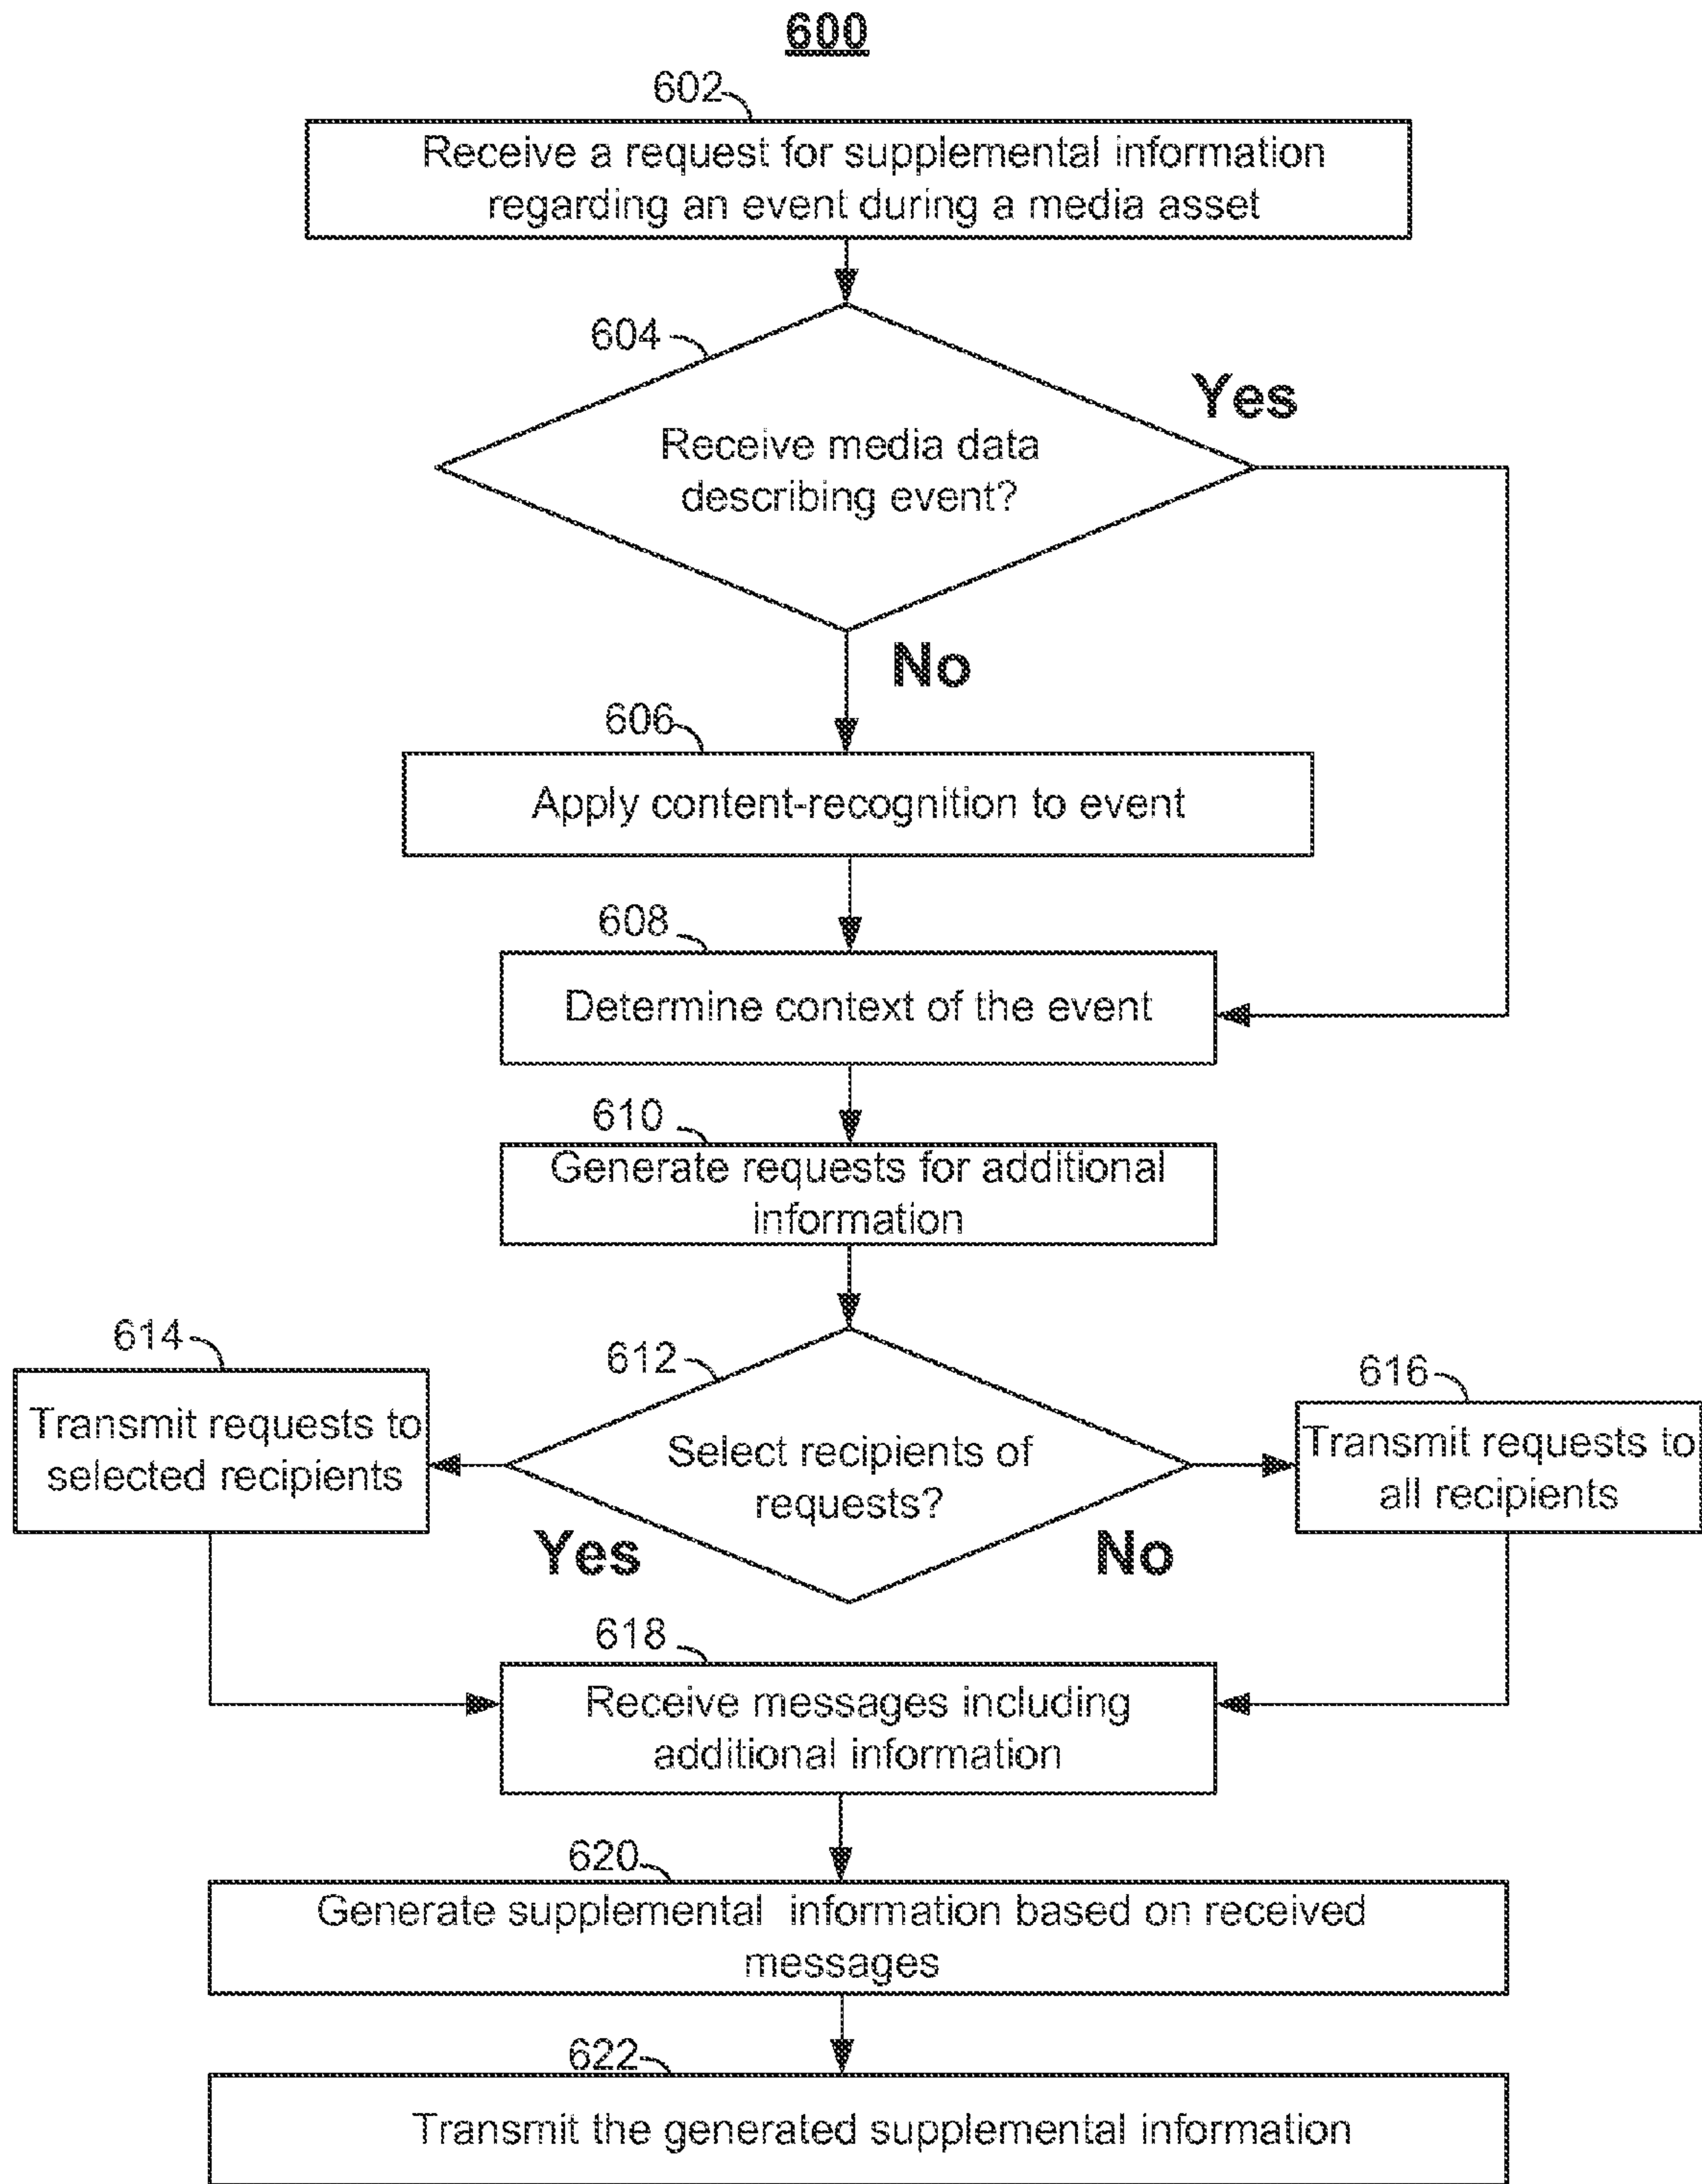 600
602
Receive a request for supplemental information
regarding an event during a media asset
604
Yes
Receive media data
describing event?
No
606
Apply content-recognition to event
608
Determine context of the event
610
Generate requests for additional
information
614
612
616
Transmit requests to
selected recipients
Select recipients of
requests?
Transmit requests to
all recipients
Yes
No
618
Receive messages including
additional information
620
Generate supplemental information based on received
messages
622
Transmit the generated supplemental information